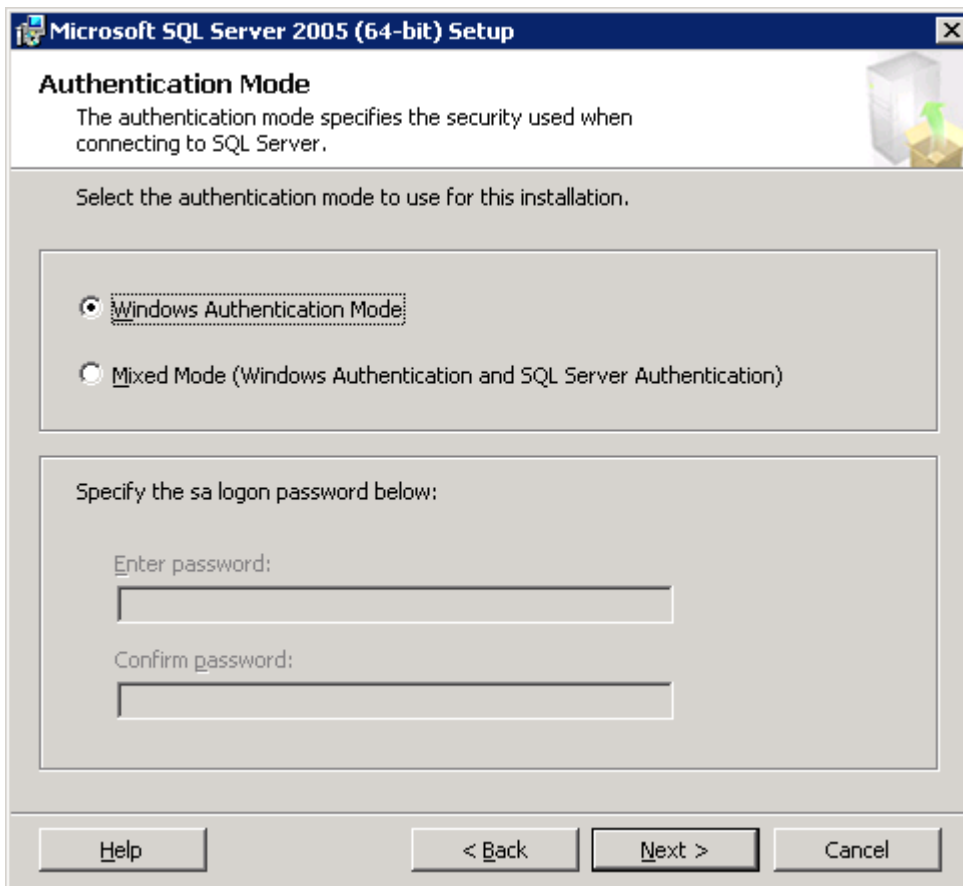 Microsoft SQL Server 2005 (64-bit) Setup
Authentication Mode
The authentication mode specifies the security used when
connecting to SQL Server.
Select the authentication mode to use for this installation.
Windows Authentication Mode
Mixed Mode (Windows Authentication and SQL Server Authentication)
Specify the sa logon password below:
Enter password:
Confirm password:
Help
< Back
Next >
Cancel